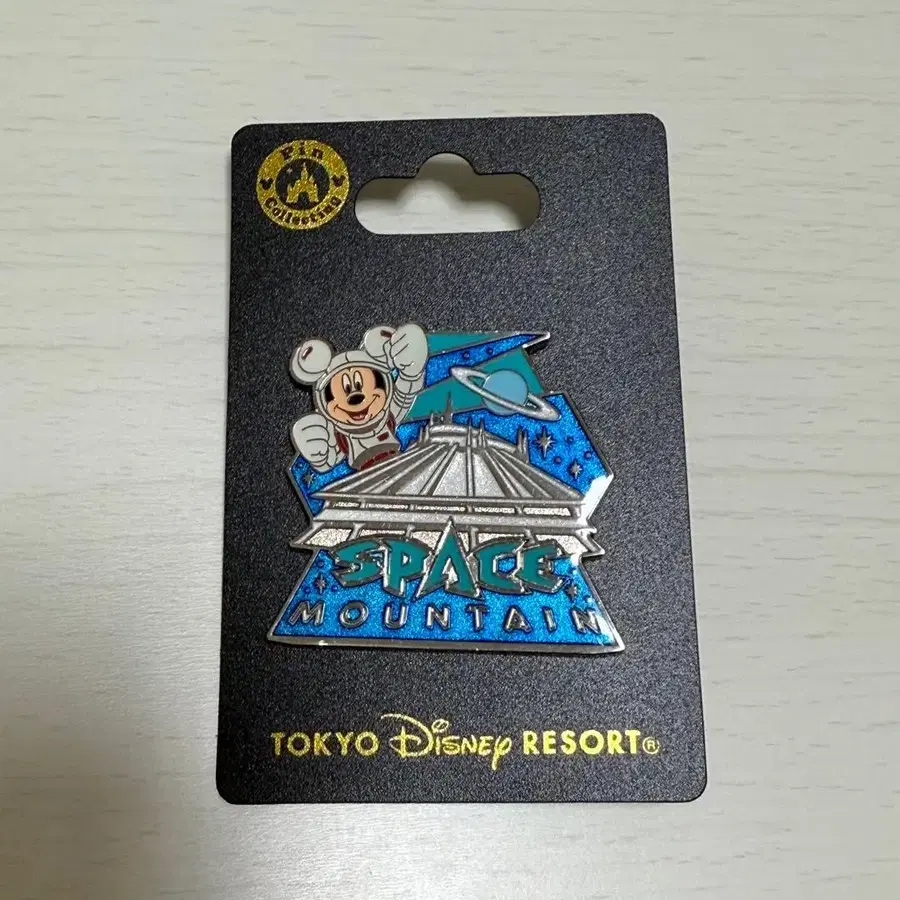 Pin
Collecting
SPACE
MOUNTAIN
TOKYO Disney RESORT®